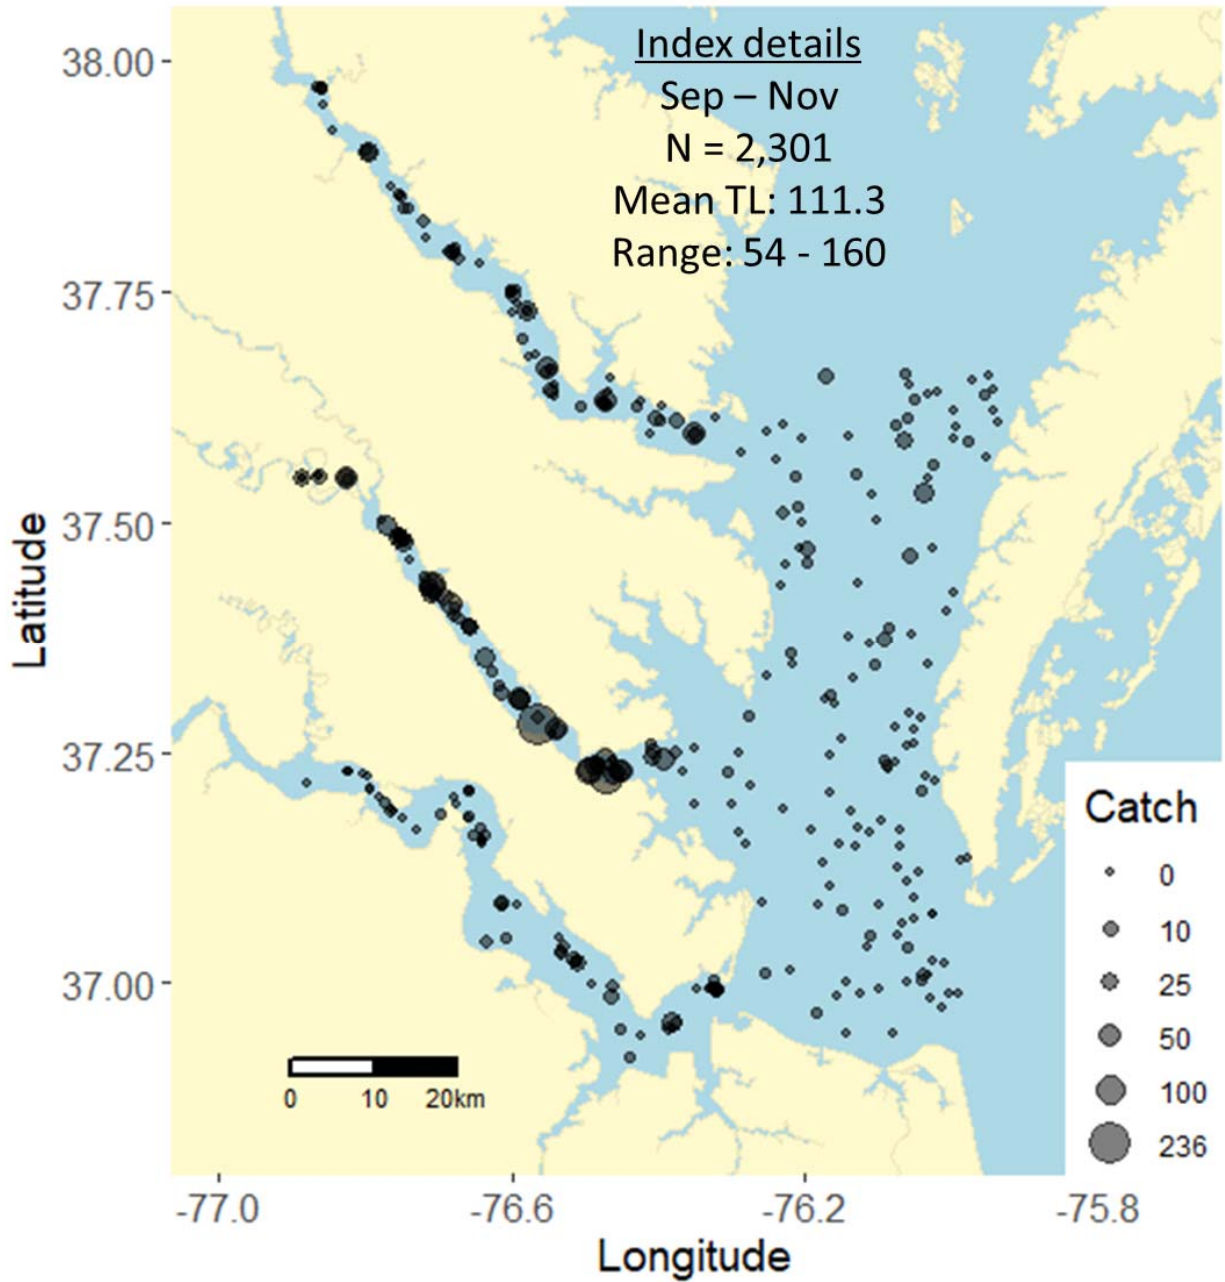 Index details
Sep – Nov
N = 2,301
Mean TL: 111.3
Range: 54 - 160
38.00
37.75
37.50
37.25
37.00
Latitude
Catch
0
10
25
50
100
236
0 10 20km
-77.0 -76.6 -76.2 -75.8
Longitude